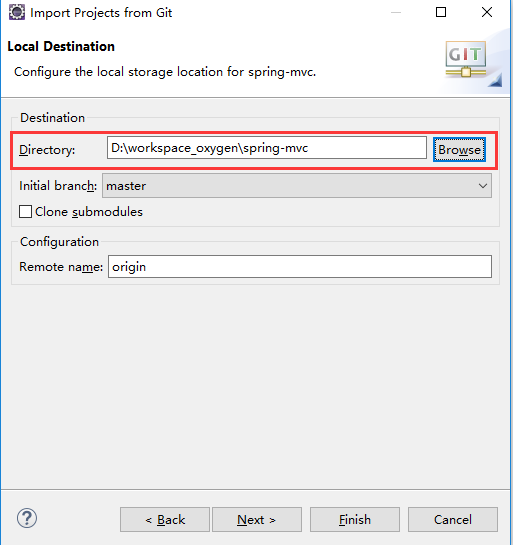 Import Projects from Git
Local Destination
Configure the local storage location for spring-mvc.
GIT
Destination
Directory: D:\workspace_oxygen\spring-mvc Browse
Initial branch: master
Clone submodules
Configuration
Remote name: origin
? < Back Next > Finish Cancel